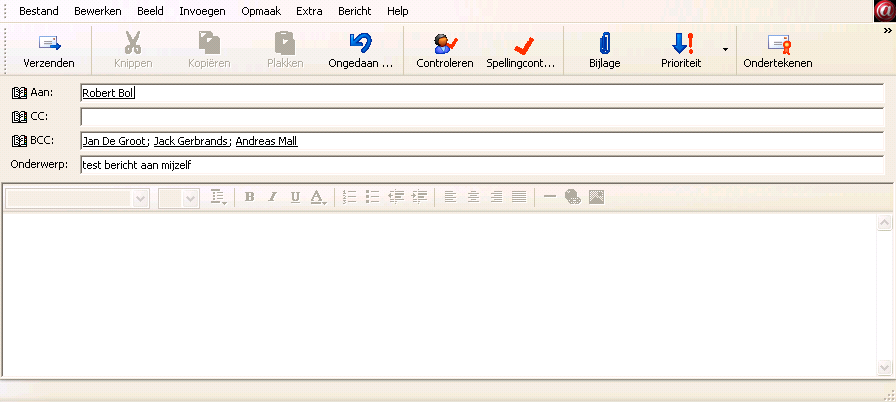 Bestand Bewerken Beeld Invoegen Opmaak Extra Bericht Help
Verzenden Knippen Kopiëren Plakken Ongedaan ... Controleren Spellingcont... Bijlage Prioriteit Ondertekenen
Aan: Robert Bol
CC:
BCC: Jan De Groot; Jack Gerbrands; Andreas Mall
Onderwerp: test bericht aan mijzelf
B I U A